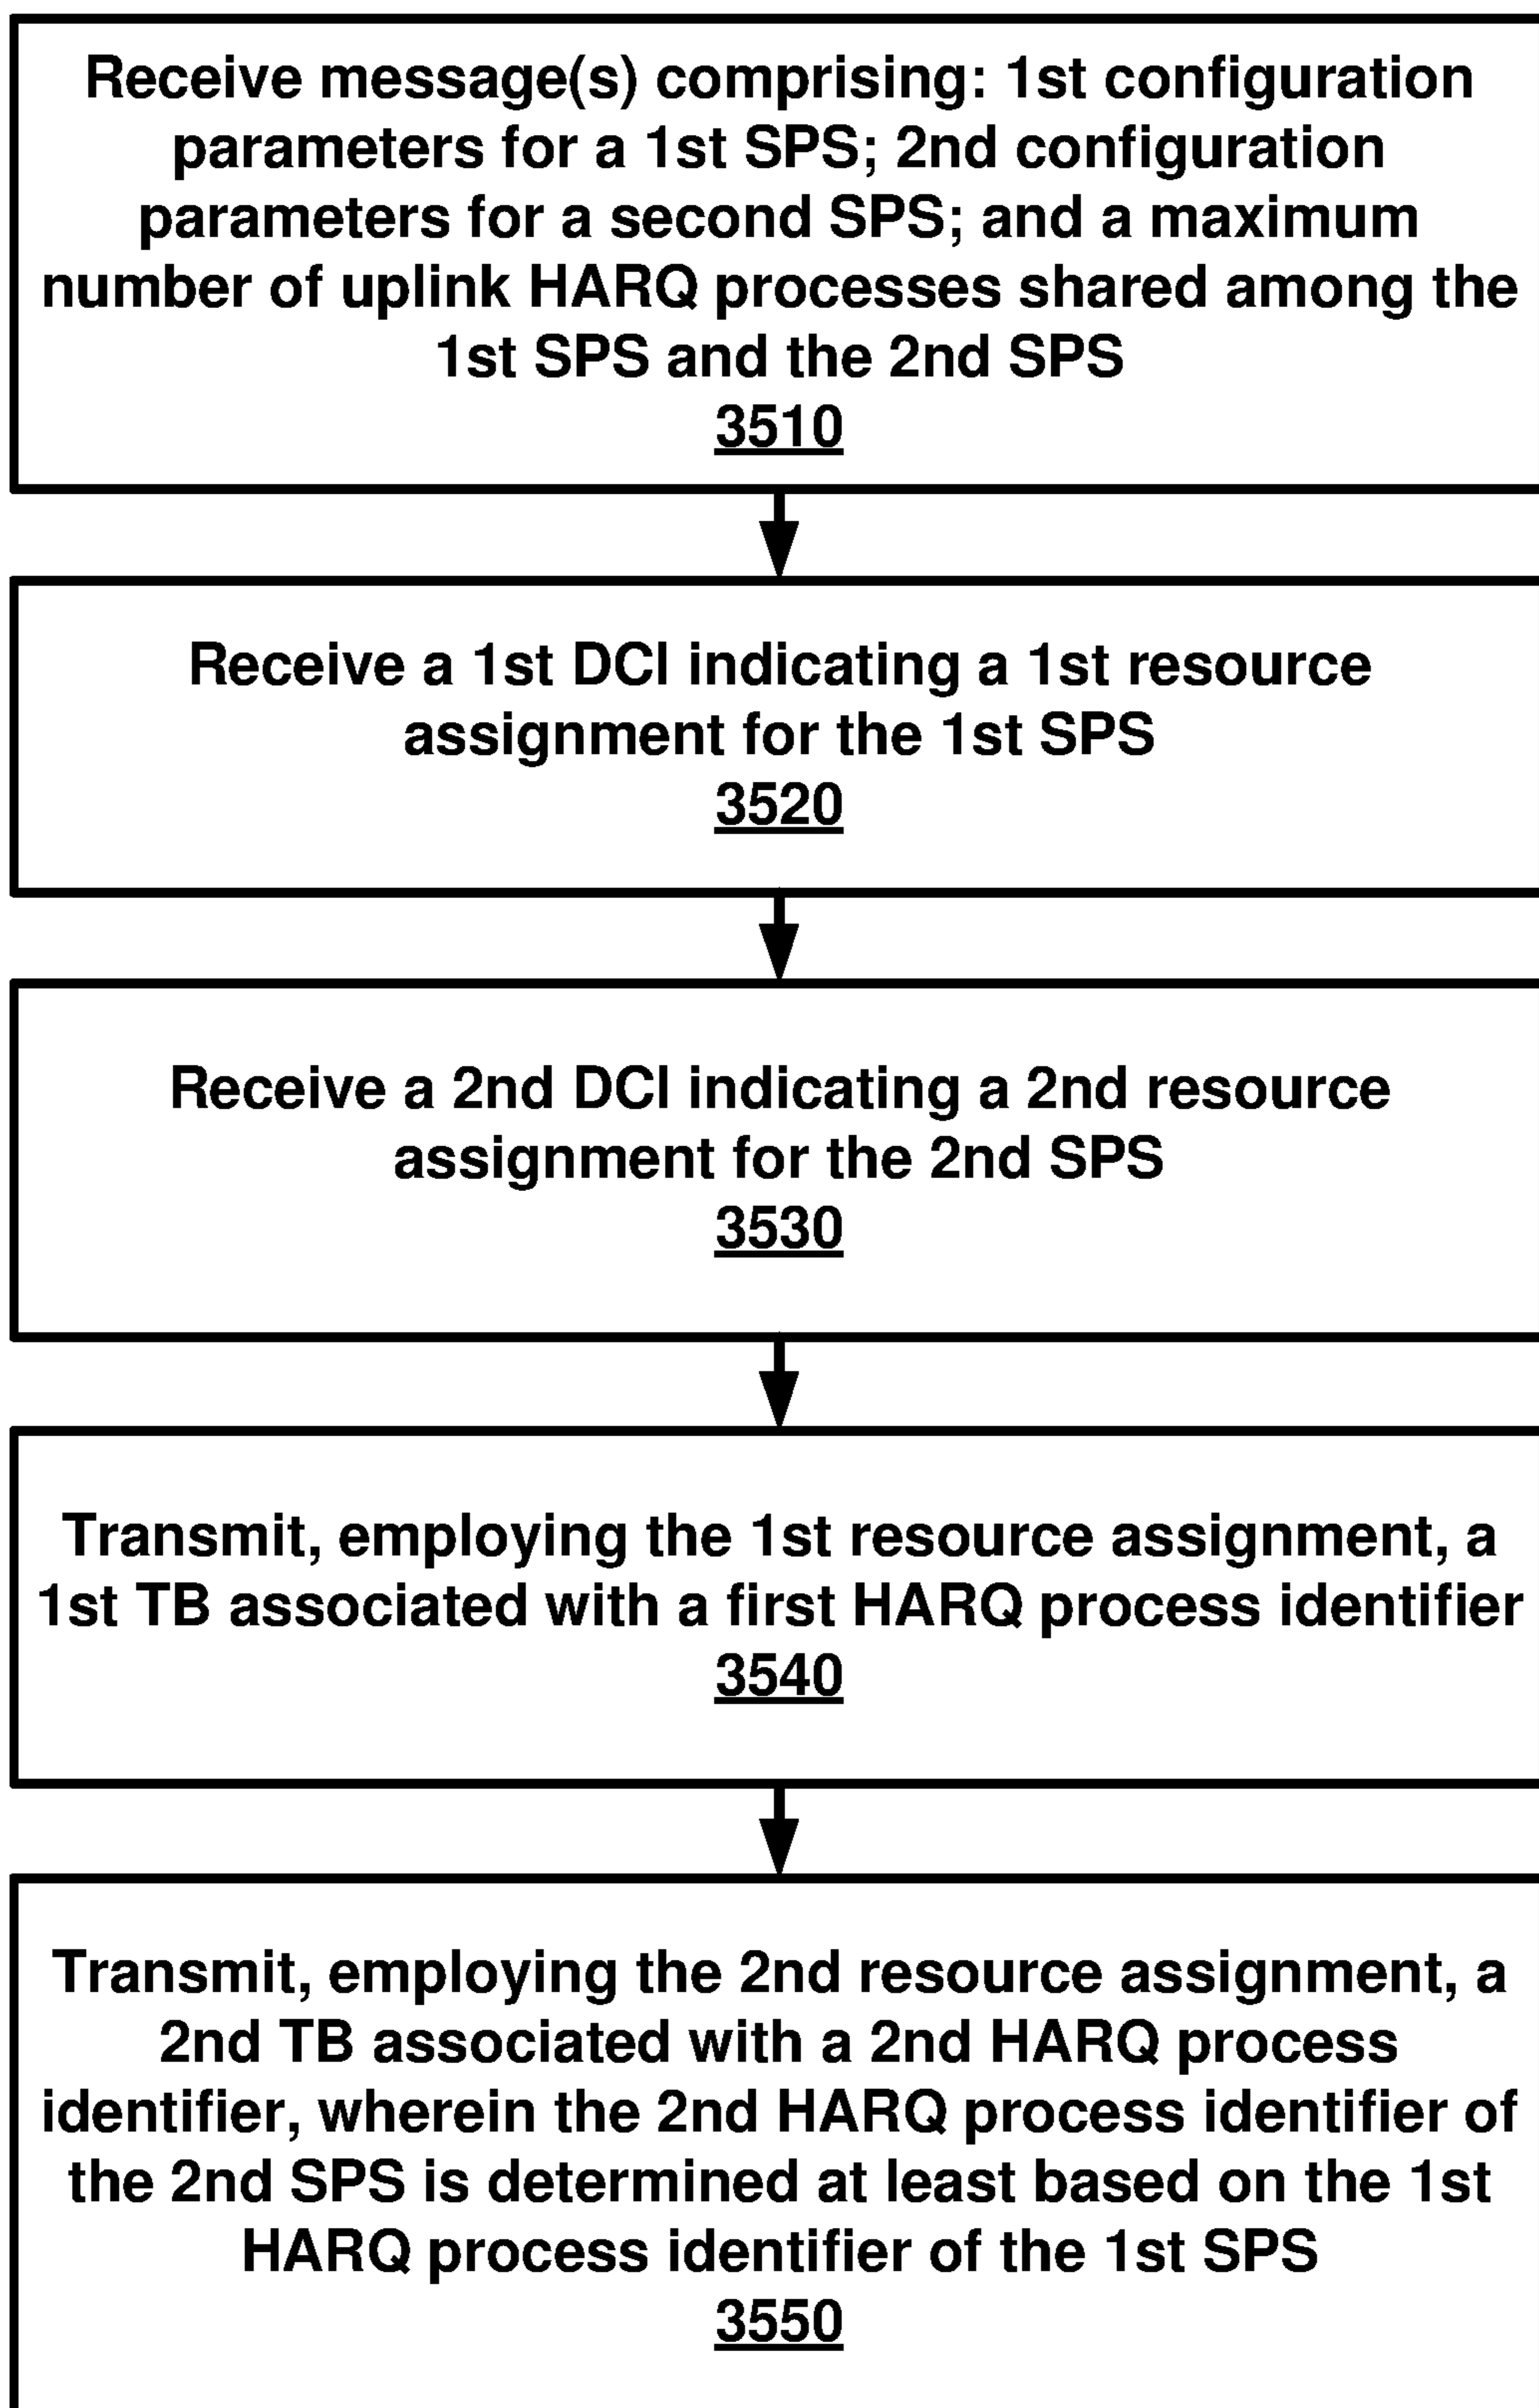 Receive message(s) comprising: 1st configuration
parameters for a 1st SPS; 2nd configuration
parameters for a second SPS; and a maximum
number of uplink HARQ processes shared among the
1st SPS and the 2nd SPS
3510
Receive a 1st DCI indicating a 1st resource
assignment for the 1st SPS
3520
Receive a 2nd DCI indicating a 2nd resource
assignment for the 2nd SPS
3530
Transmit, employing the 1st resource assignment, a
1st TB associated with a first HARQ process identifier
3540
Transmit, employing the 2nd resource assignment, a
2nd TB associated with a 2nd HARQ process
identifier, wherein the 2nd HARQ process identifier of
the 2nd SPS is determined at least based on the 1st
HARQ process identifier of the 1st SPS
3550